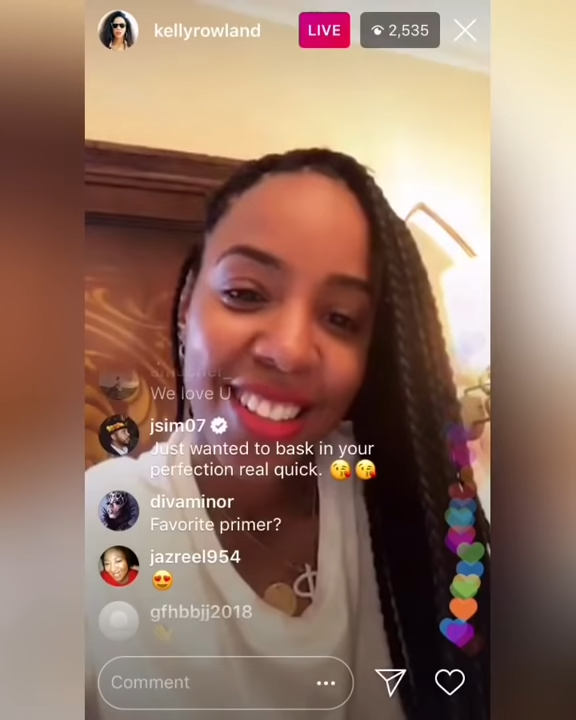 kellyrowland
LIVE
2,535
We love U
jsim07
Just wanted to bask in your
perfection real quick. 😘😘
divaminor
Favorite primer?
jazreel954
😍
gfhbbjj2018
Comment